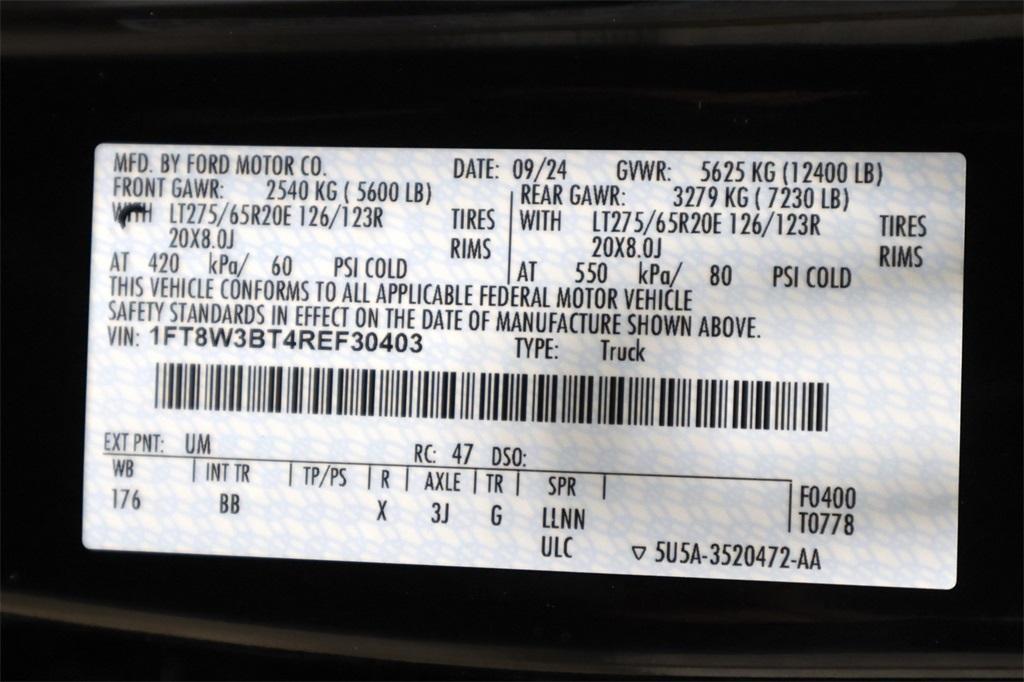 MFD. BY FORD MOTOR CO. DATE: 09/24 GVWR: 5625 KG (12400 LB)
FRONT GAWR: 2540 KG ( 5600 LB) REAR GAWR: 3279 KG ( 7230 LB)
WITH LT275/65R20E 126/123R TIRES WITH LT275/65R20E 126/123R TIRES
20X8.0J RIMS 20X8.0J RIMS
AT 420 kPa/ 60 PSI COLD AT 550 kPa/ 80 PSI COLD
THIS VEHICLE CONFORMS TO ALL APPLICABLE FEDERAL MOTOR VEHICLE
SAFETY STANDARDS IN EFFECT ON THE DATE OF MANUFACTURE SHOWN ABOVE.
VIN: 1FT8W3BT4REF30403 TYPE: Truck
EXT PNT: UM RC: 47 DSO:
WB INT TR TP/PS R AXLE TR SPR
176 BB X 3J G LLNN F0400
ULC T0778
▽ 5U5A-3520472-AA